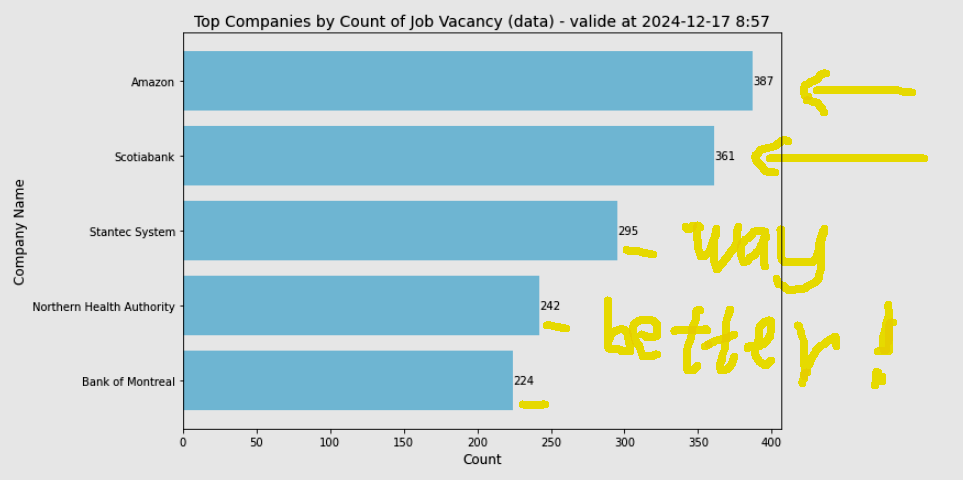 Top Companies by Count of Job Vacancy (data) - valide at 2024-12-17 8:57
Company Name
Amazon 387
Scotiabank 361
Stantec System 295
way
Northern Health Authority 242
better!
Bank of Montreal 224
0 50 100 150 200 250 300 350 400
Count